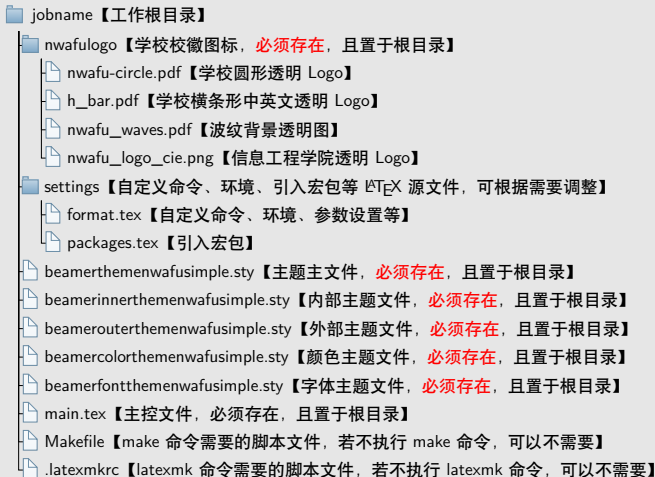 jobname【工作根目录】
nwafulogo【学校校徽图标，必须存在，且置于根目录】
nwafu-circle.pdf【学校圆形透明 Logo】
h_bar.pdf【学校横条形中英文透明 Logo】
nwafu_waves.pdf【波纹背景透明图】
nwafu_logo_cie.png【信息工程学院透明 Logo】
settings【自定义命令、环境、引入宏包等 LATEX 源文件，可根据需要调整】
format.tex【自定义命令、环境、参数设置等】
packages.tex【引入宏包】
beamerthemenwafusimple.sty【主题主文件，必须存在，且置于根目录】
beamerinnerthemenwafusimple.sty【内部主题文件，必须存在，且置于根目录】
beamerouterthemenwafusimple.sty【外部主题文件，必须存在，且置于根目录】
beamercolorthemenwafusimple.sty【颜色主题文件，必须存在，且置于根目录】
beamerfontthemenwafusimple.sty【字体主题文件，必须存在，且置于根目录】
main.tex【主控文件，必须存在，且置于根目录】
Makefile【make 命令需要的脚本文件，若不执行 make 命令，可以不需要】
.latexmkrc【latexmk 命令需要的脚本文件，若不执行 latexmk 命令，可以不需要】